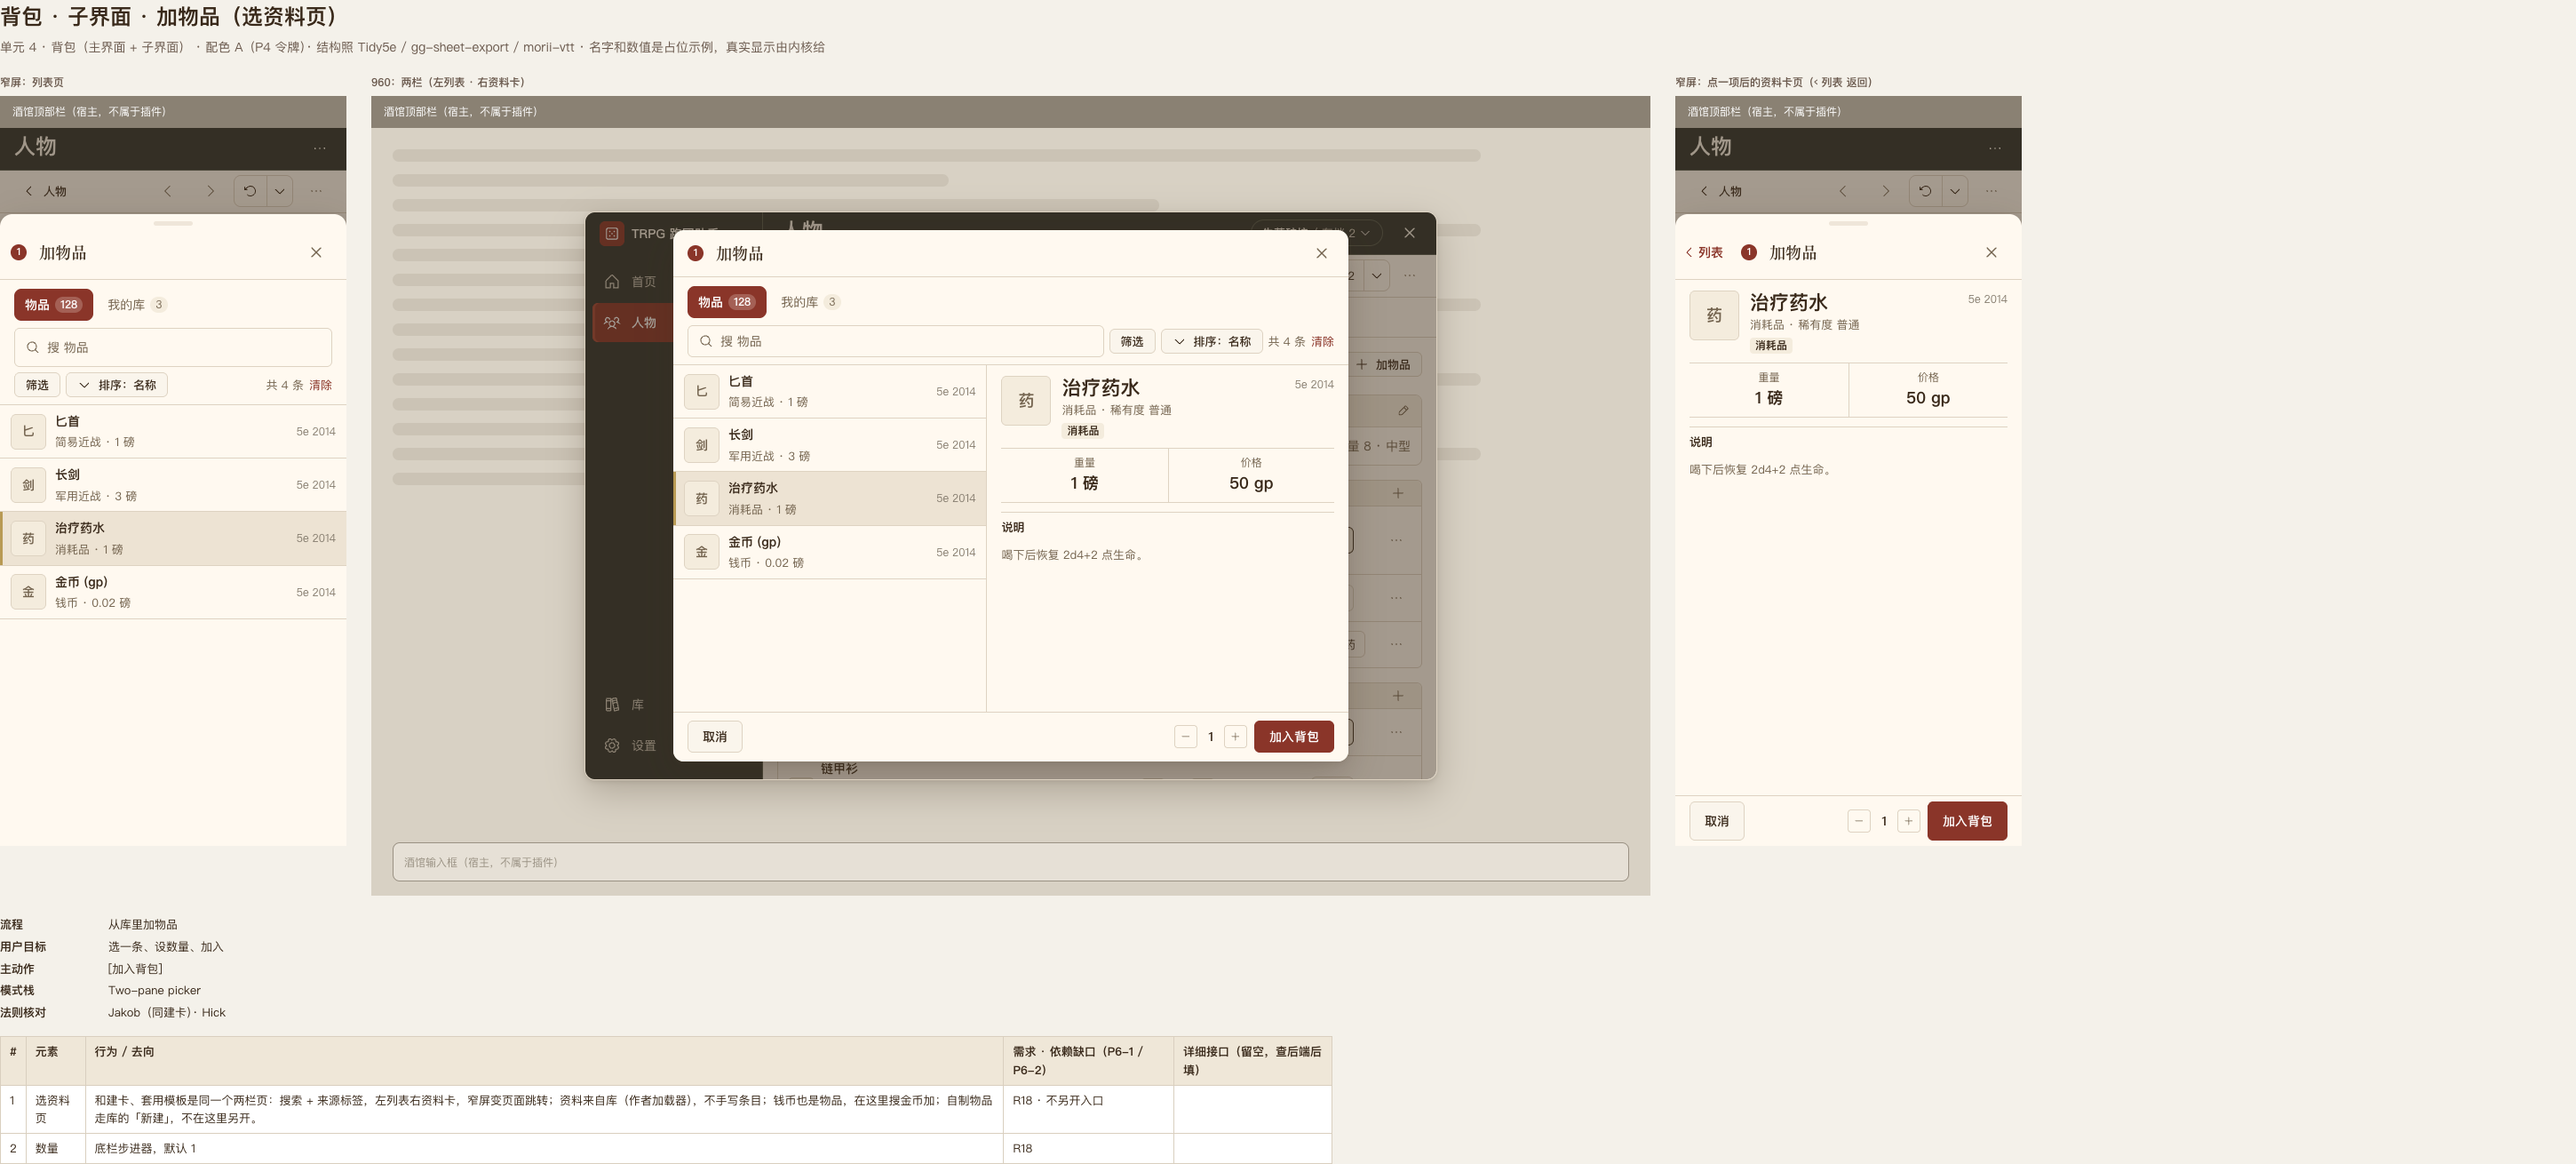 背包 · 子界面 · 加物品（选资料页）
单元 4 · 背包（主界面 + 子界面） · 配色 A（P4 令牌）· 结构照 Tidy5e / gg-sheet-export / morii-vtt · 名字和数值是占位示例，真实显示由内核给
窄屏：列表页
酒馆顶部栏（宿主，不属于插件）
人物
人物
1 加物品
物品 128 我的库 3
搜 物品
筛选 排序：名称 共 4 条 清除
匕 匕首 5e 2014
简易近战 · 1 磅
剑 长剑 5e 2014
军用近战 · 3 磅
药 治疗药水 5e 2014
消耗品 · 1 磅
金 金币 (gp) 5e 2014
钱币 · 0.02 磅
960：两栏（左列表 · 右资料卡）
酒馆顶部栏（宿主，不属于插件）
TRPG
人物
2
首页
人物
库
设置
2
加物品
量 8 · 中型
药
链甲衫
1 加物品
物品 128 我的库 3
搜 物品
筛选 排序：名称 共 4 条 清除
匕 匕首 5e 2014
简易近战 · 1 磅
剑 长剑 5e 2014
军用近战 · 3 磅
药 治疗药水 5e 2014
消耗品 · 1 磅
金 金币 (gp) 5e 2014
钱币 · 0.02 磅
药 治疗药水 5e 2014
消耗品 · 稀有度 普通
消耗品
重量 价格
1 磅 50 gp
说明
喝下后恢复 2d4+2 点生命。
取消 − 1 + 加入背包
酒馆输入框（宿主，不属于插件）
窄屏：点一项后的资料卡页（‹ 列表 返回）
酒馆顶部栏（宿主，不属于插件）
人物
人物
列表 1 加物品
药 治疗药水 5e 2014
消耗品 · 稀有度 普通
消耗品
重量 价格
1 磅 50 gp
说明
喝下后恢复 2d4+2 点生命。
取消 − 1 + 加入背包
流程 从库里加物品
用户目标 选一条、设数量、加入
主动作 [加入背包]
模式栈 Two-pane picker
法则核对 Jakob（同建卡）· Hick
# 元素 行为 / 去向 需求 · 依赖缺口（P6-1 / P6-2） 详细接口（留空，查后端后填）
1 选资料页 和建卡、套用模板是同一个两栏页：搜索 + 来源标签，左列表右资料卡，窄屏变页面跳转；资料来自库（作者加载器），不手写条目；钱币也是物品，在这里搜金币加；自制物品走库的「新建」，不在这里另开。 R18 · 不另开入口
2 数量 底栏步进器，默认 1 R18